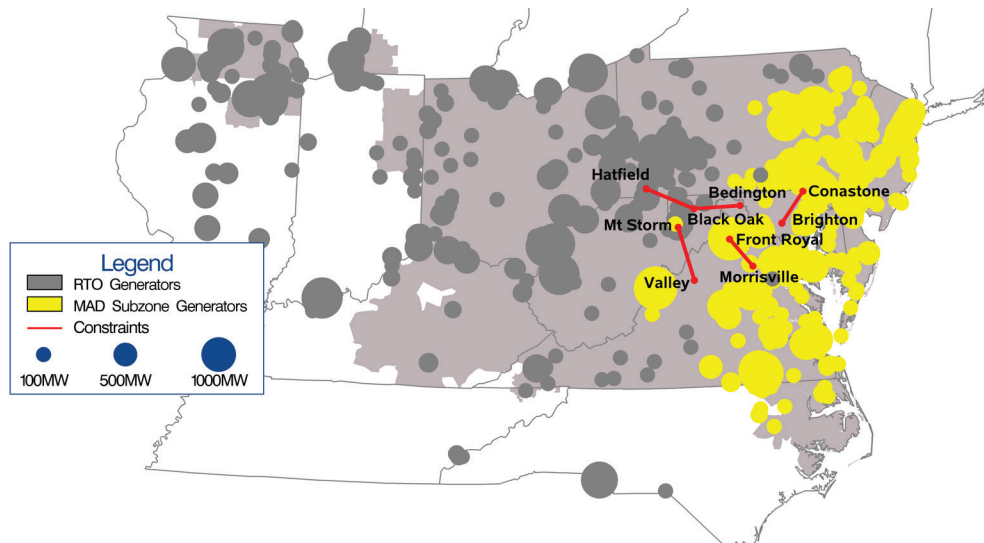 Hatfield
Bedington
Conastone
Mt Storm
Black Oak
Brighton
Front Royal
Valley
Morrisville
Legend
RTO Generators
MAD Subzone Generators
Constraints
100MW
500MW
1000MW